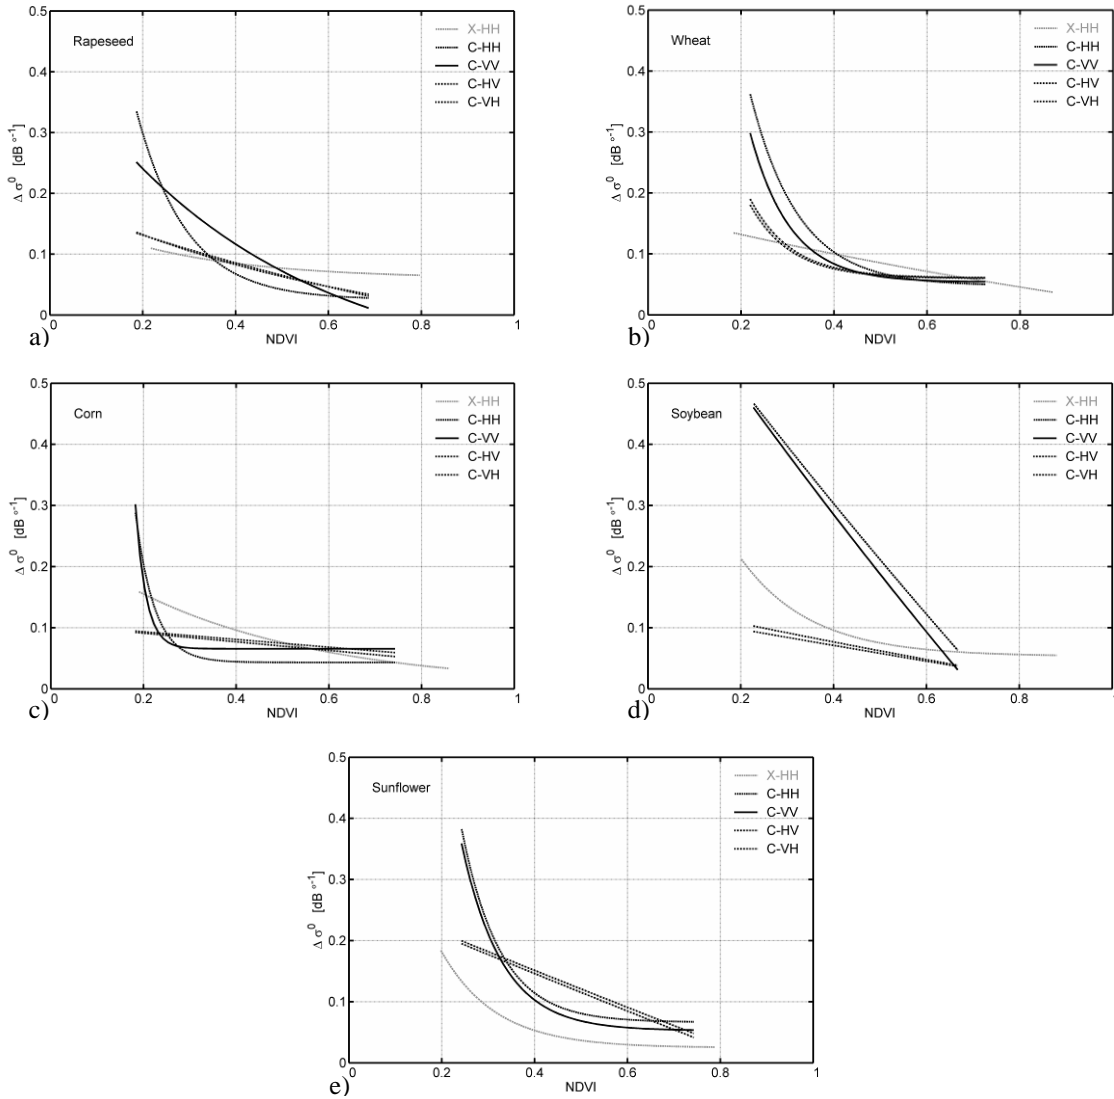 Rapeseed
X-HH
C-HH
C-VV
C-HV
C-VH
0.5
0.4
0.3
0.2
0.1
0
Δ σ⁰ [dB °⁻¹]
0 0.2 0.4 0.6 0.8 1
NDVI
a)
Wheat
X-HH
C-HH
C-VV
C-HV
C-VH
0.5
0.4
0.3
0.2
0.1
0
Δ σ⁰ [dB °⁻¹]
0 0.2 0.4 0.6 0.8
NDVI
b)
Corn
X-HH
C-HH
C-VV
C-HV
C-VH
0.5
0.4
0.3
0.2
0.1
0
Δ σ⁰ [dB °⁻¹]
0 0.2 0.4 0.6 0.8 1
NDVI
c)
Soybean
X-HH
C-HH
C-VV
C-HV
C-VH
0.5
0.4
0.3
0.2
0.1
0
Δ σ⁰ [dB °⁻¹]
0 0.2 0.4 0.6 0.8
NDVI
d)
Sunflower
X-HH
C-HH
C-VV
C-HV
C-VH
0.5
0.4
0.3
0.2
0.1
0
Δ σ⁰ [dB °⁻¹]
0 0.2 0.4 0.6 0.8 1
NDVI
e)